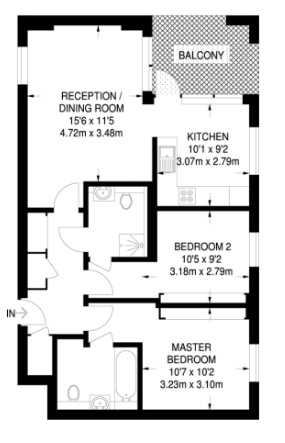 BALCONY
RECEPTION /
DINING ROOM
15'6 x 11'5
4.72m x 3.48m
KITCHEN
10'1 x 9'2
3.07m x 2.79m
BEDROOM 2
10'5 x 9'2
3.18m x 2.79m
IN
MASTER
BEDROOM
10'7 x 10'2
3.23m x 3.10m